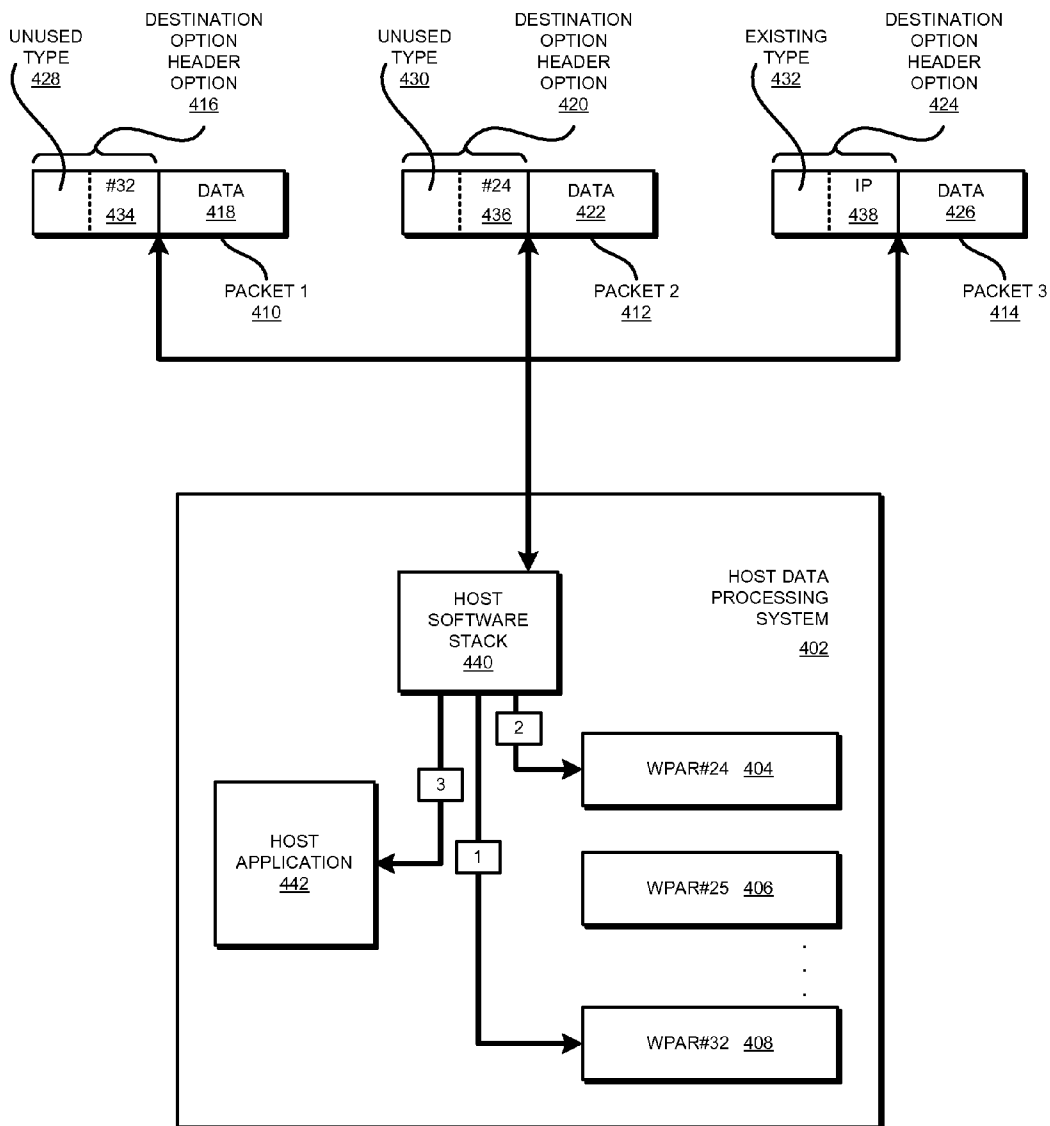 UNUSED
TYPE
428
DESTINATION
OPTION
HEADER
OPTION
416
UNUSED
TYPE
430
DESTINATION
OPTION
HEADER
OPTION
420
EXISTING
TYPE
432
DESTINATION
OPTION
HEADER
OPTION
424
#32
434
DATA
418
#24
436
DATA
422
IP
438
DATA
426
PACKET 1
410
PACKET 2
412
PACKET 3
414
HOST
SOFTWARE
STACK
440
HOST DATA
PROCESSING
SYSTEM
402
2
3
1
WPAR#24 404
HOST
APPLICATION
442
WPAR#25 406
WPAR#32 408